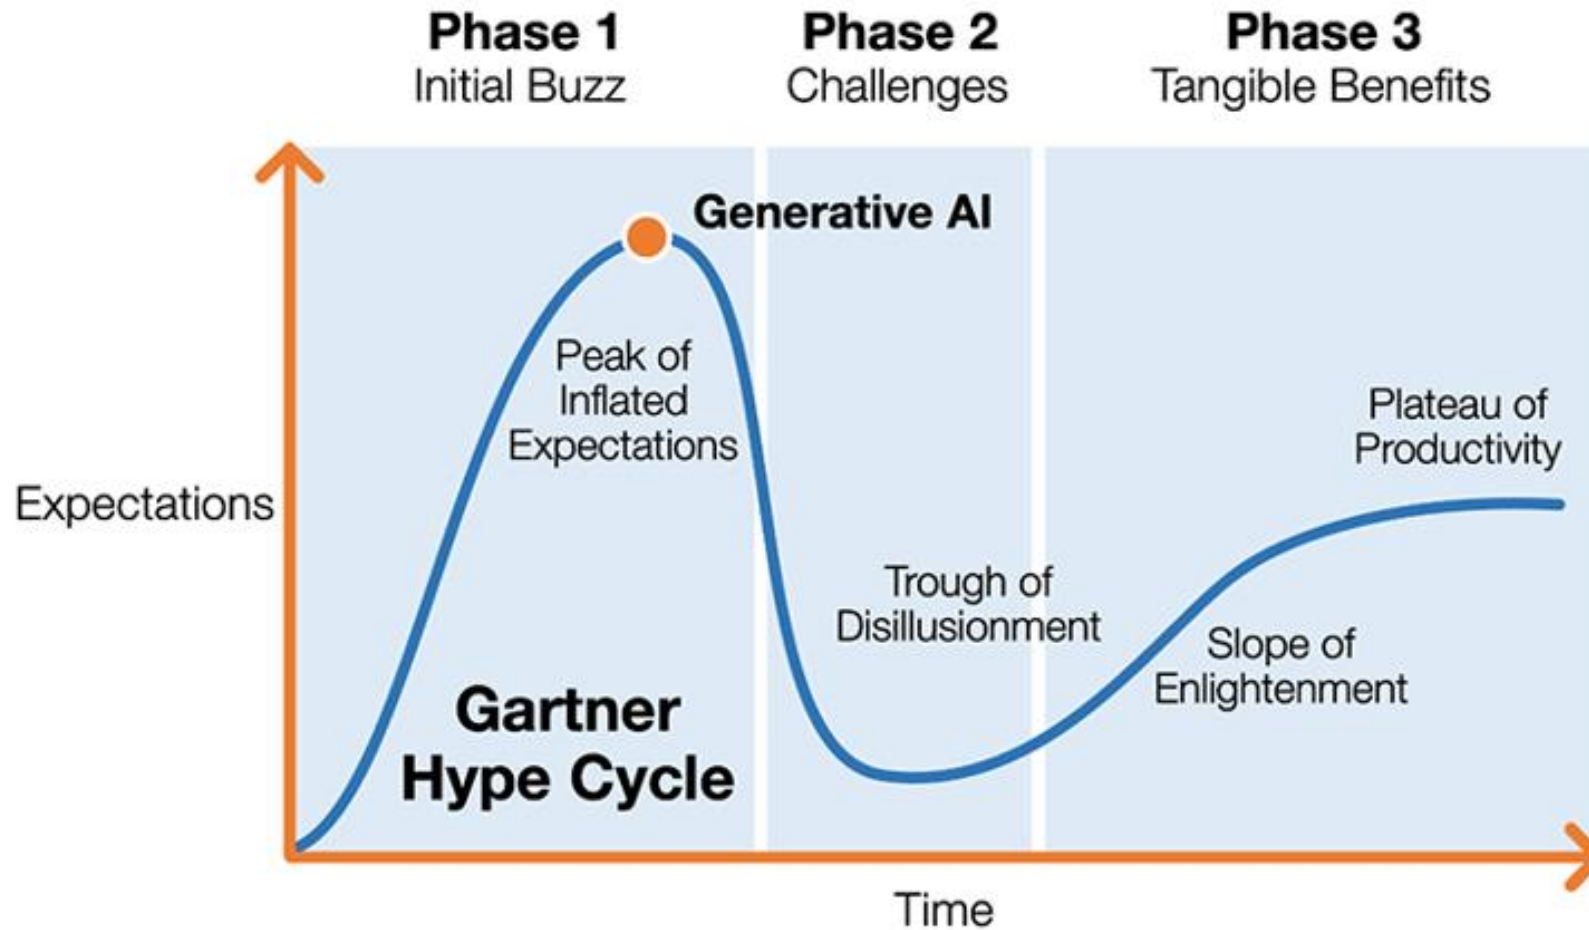 Phase 1
Initial Buzz
Phase 2
Challenges
Phase 3
Tangible Benefits
Generative AI
Peak of
Inflated
Expectations
Plateau of
Productivity
Expectations
Trough of
Disillusionment
Slope of
Enlightenment
Gartner
Hype Cycle
Time